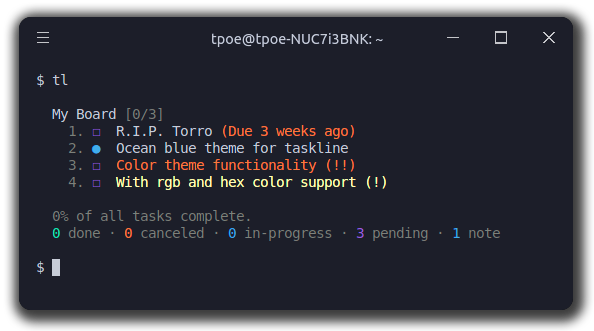 tpoe@tpoe-NUC7i3BNK: ~
$ tl
My Board [0/3]
1. ☐ R.I.P. Torro (Due 3 weeks ago)
2. ● Ocean blue theme for taskline
3. ☐ Color theme functionality (!!)
4. ☐ With rgb and hex color support (!)
0% of all tasks complete.
0 done · 0 canceled · 0 in-progress · 3 pending · 1 note
$